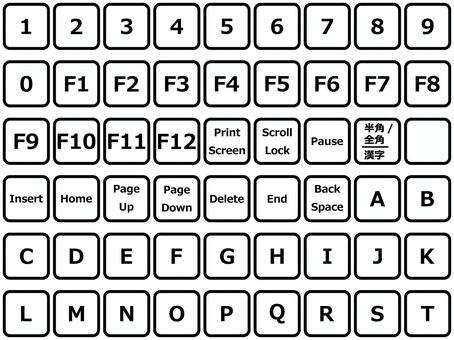 1 2 3 4 5 6 7 8 9
0 F1 F2 F3 F4 F5 F6 F7 F8
F9 F10 F11 F12 Print Screen Scroll Lock Pause 半角/全角 漢字
Insert Home Page Up Page Down Delete End Back Space A B
C D E F G H I J K
L M N O P Q R S T